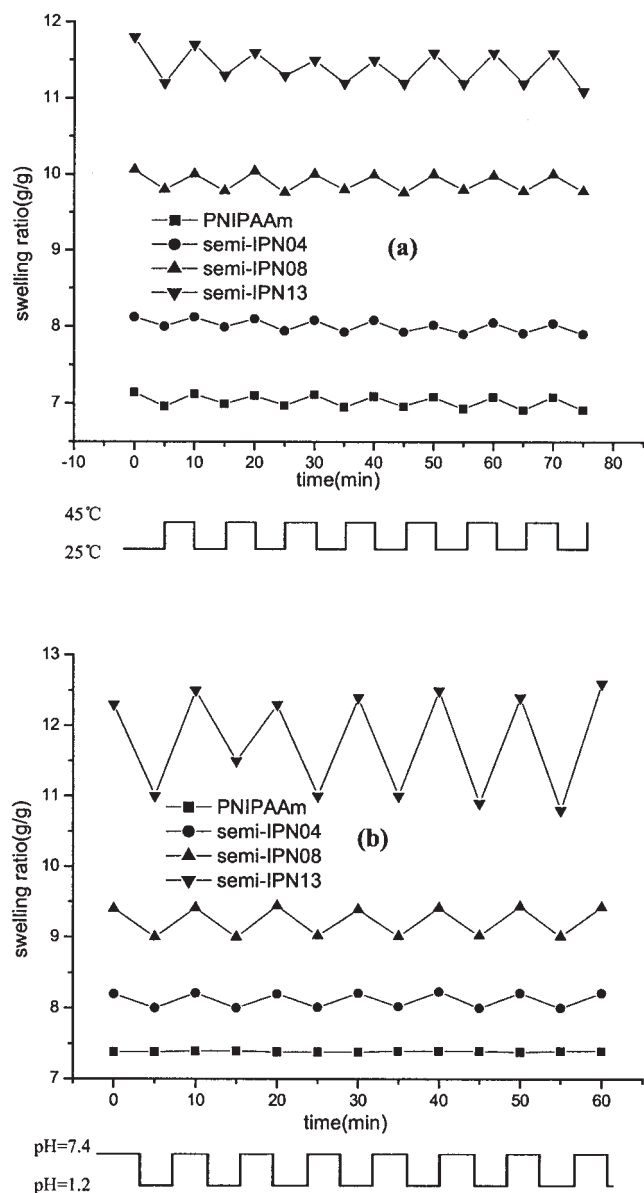 12
11
10
9
8
7
swelling ratio(g/g)
PNIPAAm
semi-IPN04
semi-IPN08
semi-IPN13
(a)
-10 0 10 20 30 40 50 60 70 80
time(min)
45℃
25℃
13
12
11
10
9
8
7
swelling ratio(g/g)
PNIPAAm
semi-IPN04
semi-IPN08
semi-IPN13
(b)
0 10 20 30 40 50 60
time(min)
pH=7.4
pH=1.2